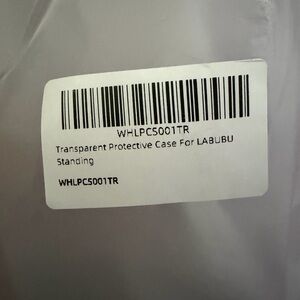 WHLPCS001TR
Transparent Protective Case For LABUBU
Standing
WHLPCS001TR